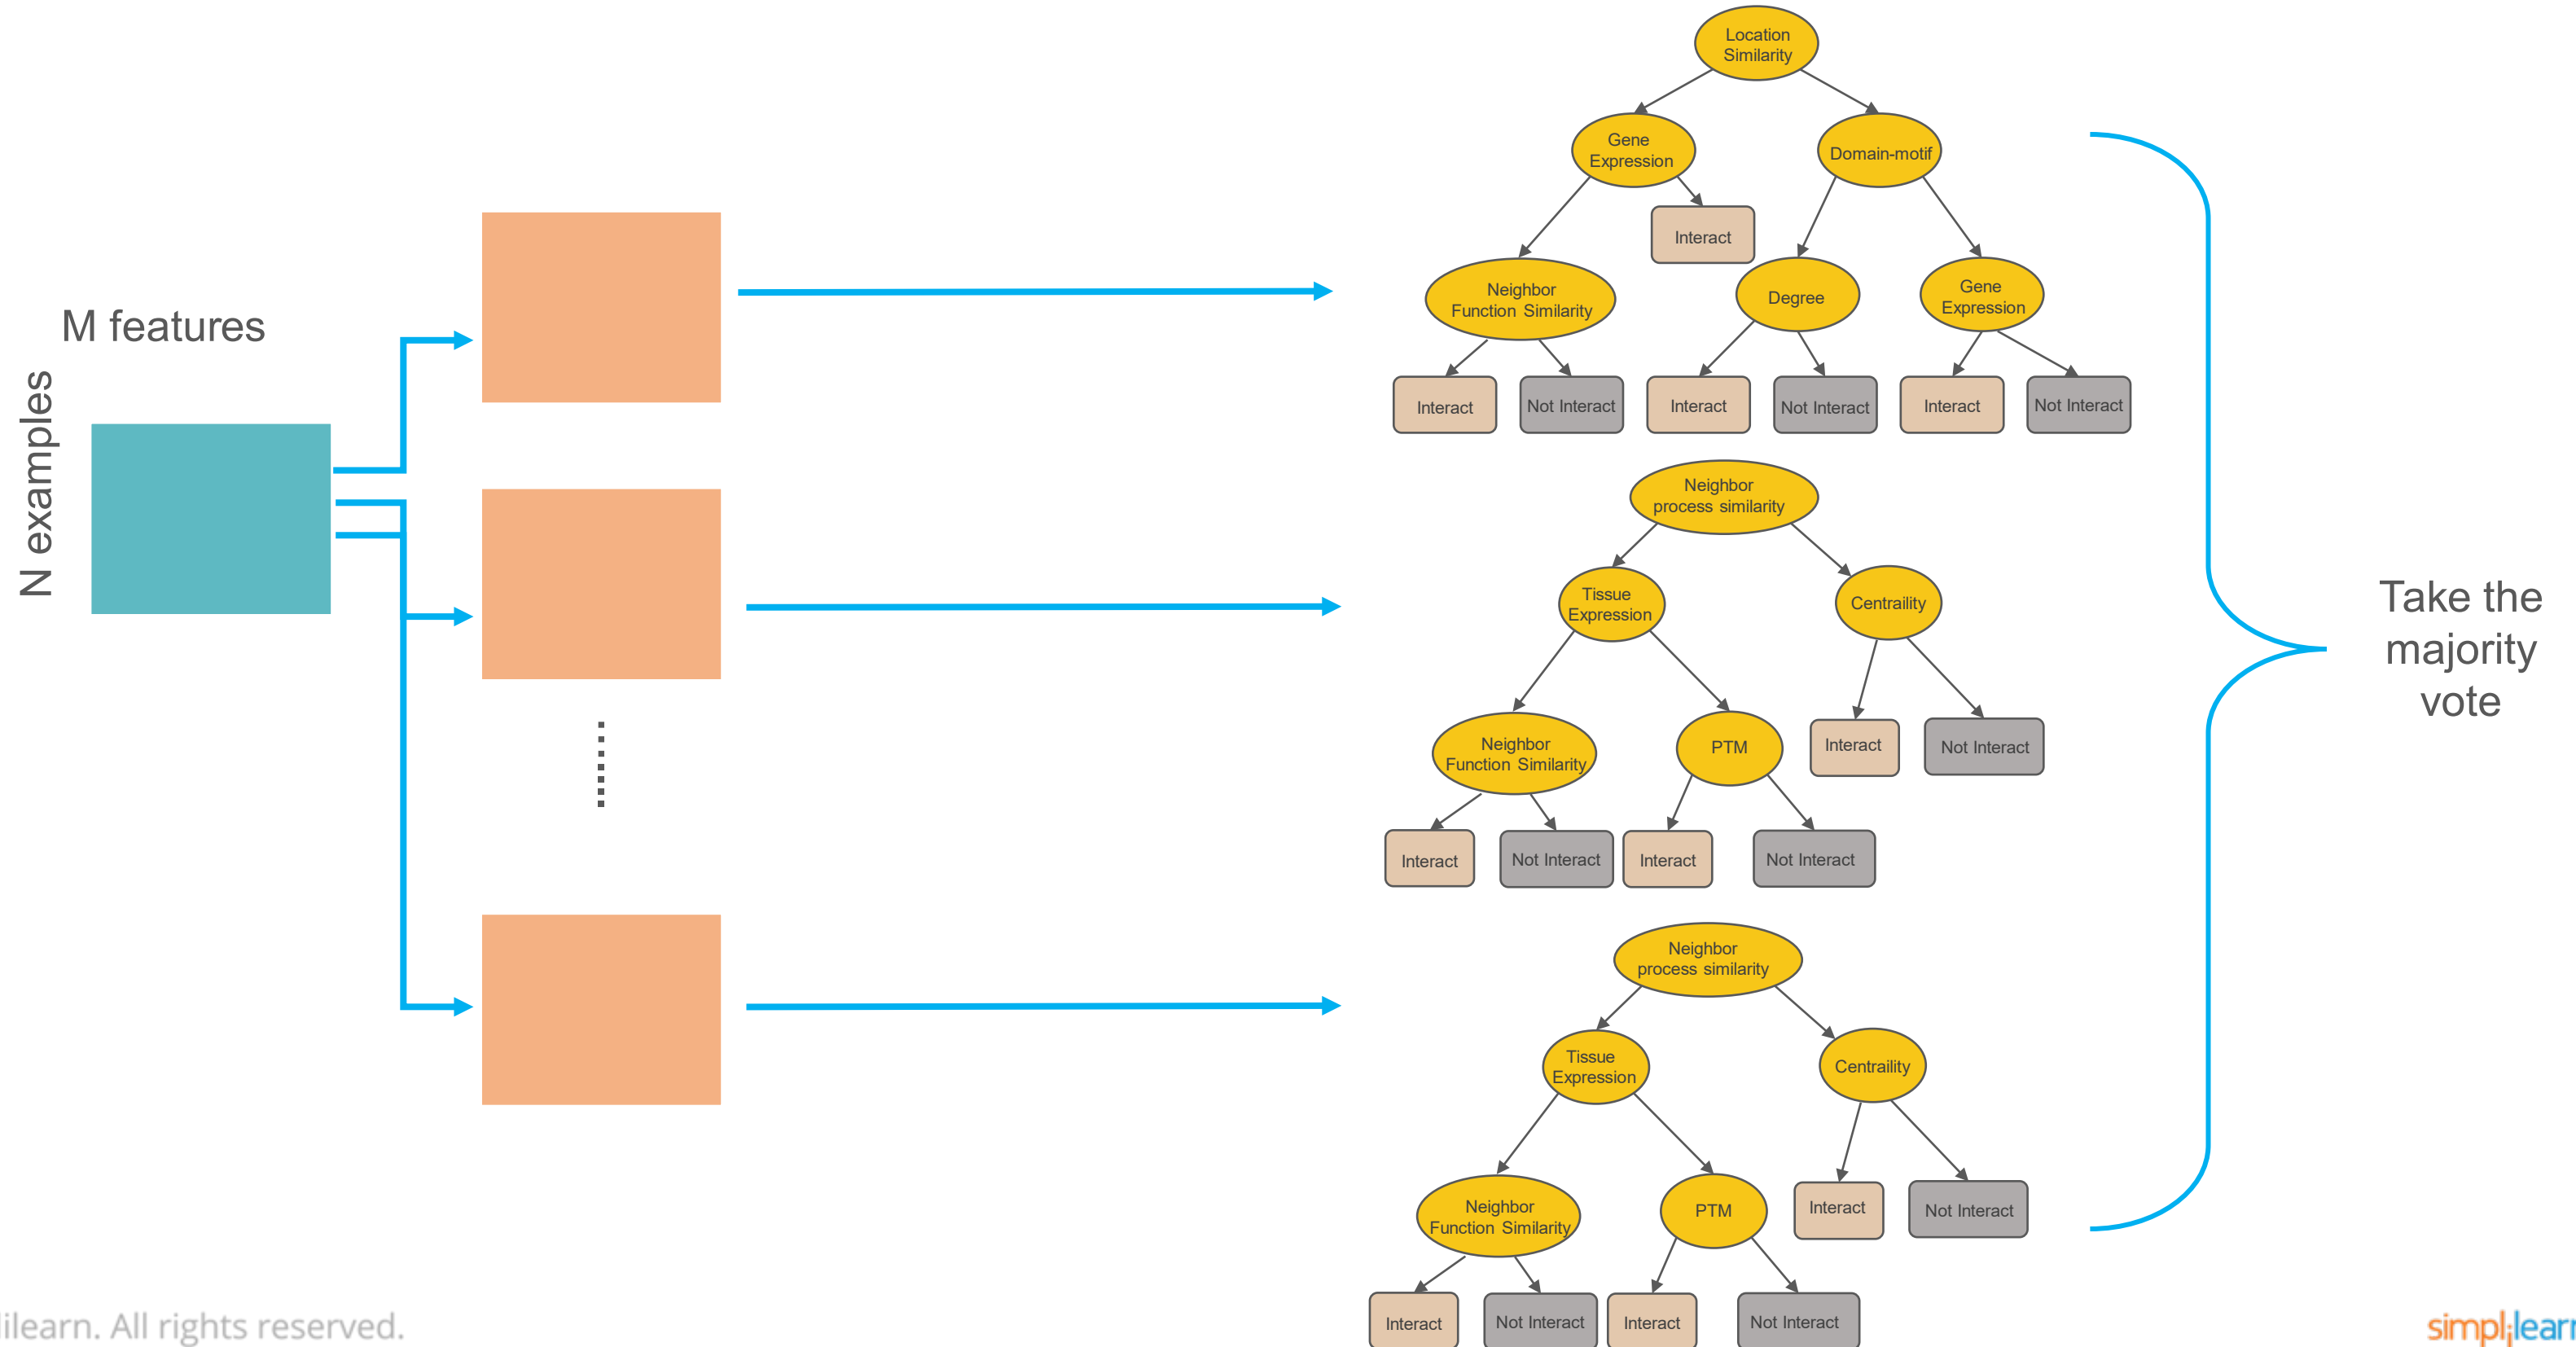 M features
N examples
Location
Similarity
Gene
Expression
Domain-motif
Interact
Neighbor
Function Similarity
Degree
Gene
Expression
Interact
Not Interact
Interact
Not Interact
Interact
Not Interact
Neighbor
process similarity
Tissue
Expression
Centraility
Neighbor
Function Similarity
PTM
Interact
Not Interact
Interact
Not Interact
Interact
Not Interact
Neighbor
process similarity
Tissue
Expression
Centraility
Neighbor
Function Similarity
PTM
Interact
Not Interact
Interact
Not Interact
Interact
Not Interact
Take the
majority
vote
lilearn. All rights reserved.
simplilearn